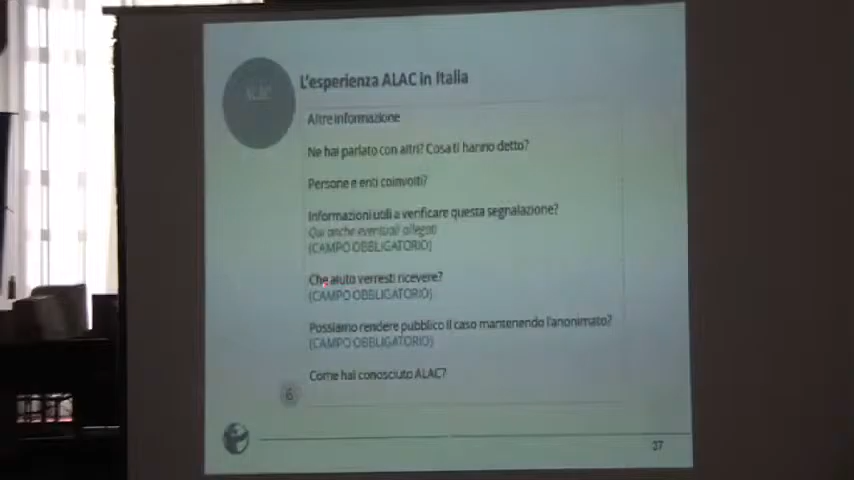 L'esperienza ALAC in Italia
Altre informazione
Ne hai parlato con altri? Cosa ti hanno detto?
Persone e enti coinvolti?
Informazioni utili a verificare questa segnalazione?
Qui anche eventuali allegati
(CAMPO OBBLIGATORIO)
Che aiuto verresti ricevere?
(CAMPO OBBLIGATORIO)
Possiamo rendere pubblico il caso mantenendo l'anonimato?
(CAMPO OBBLIGATORIO)
Come hai conosciuto ALAC?
6
27